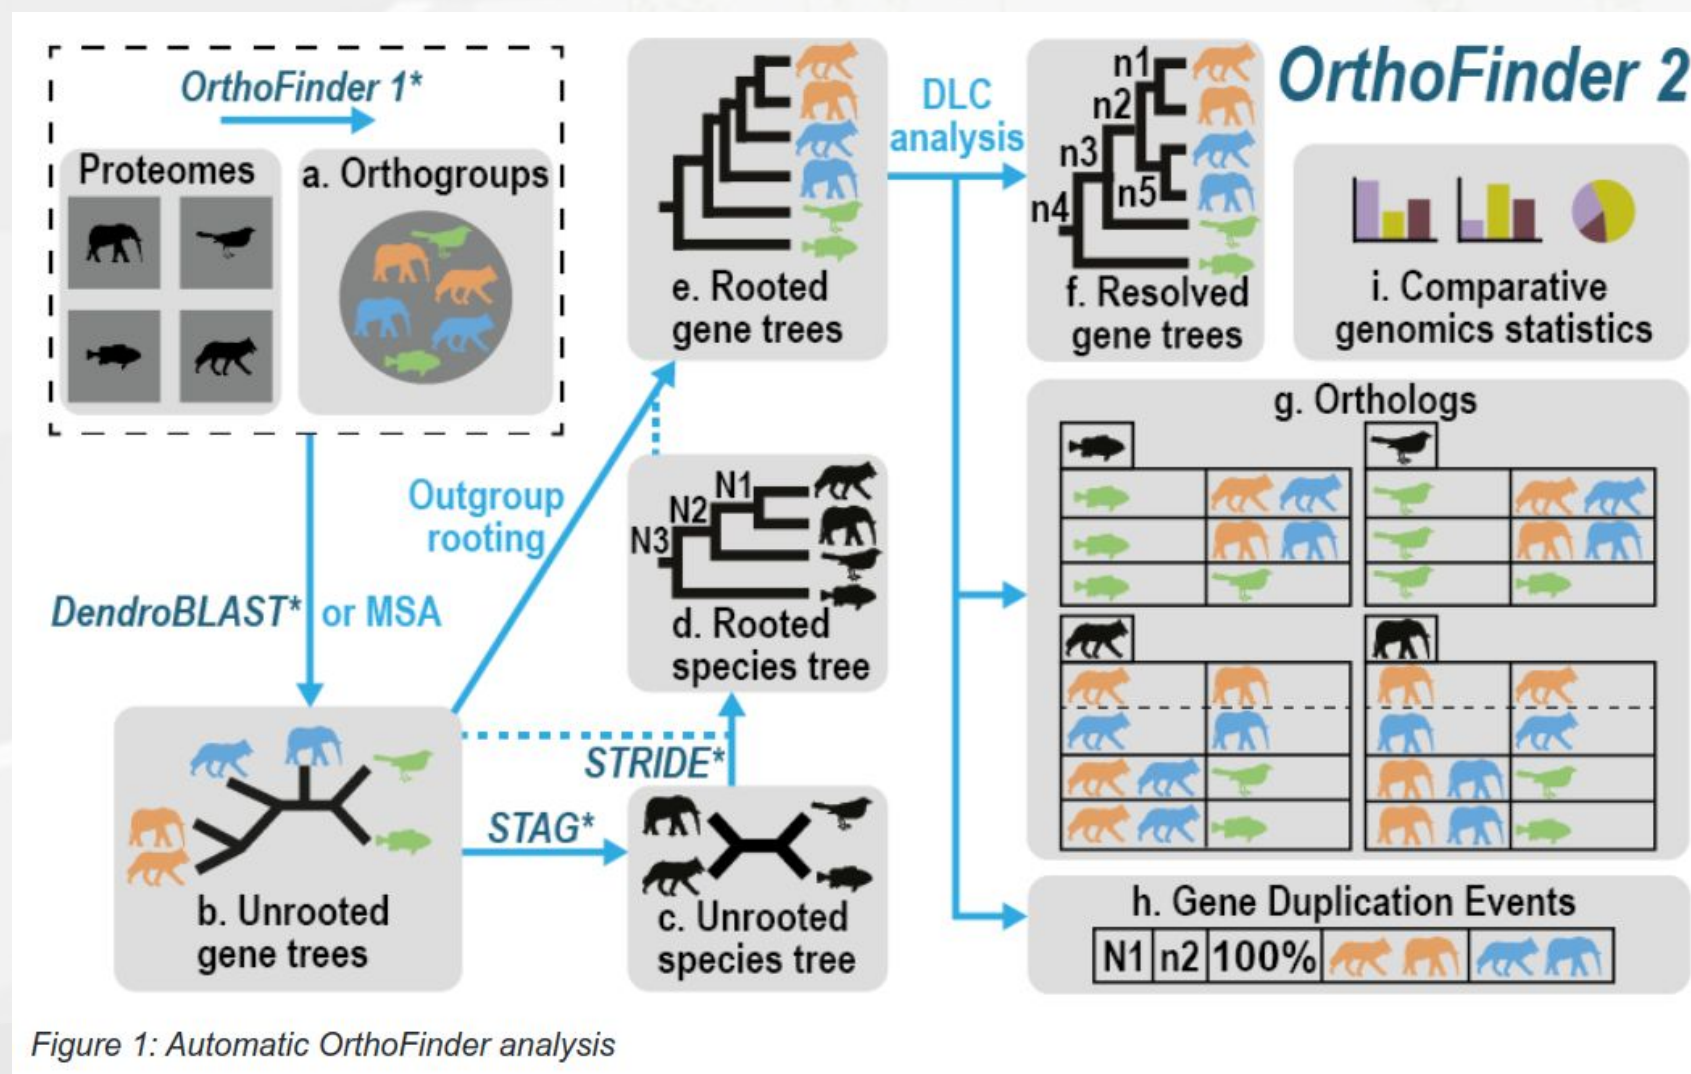 OrthoFinder 2
OrthoFinder 1*
Proteomes
a. Orthogroups
DendroBLAST* or MSA
b. Unrooted
gene trees
Outgroup
rooting
STAG*
STRIDE*
c. Unrooted
species tree
N1
N2
N3
d. Rooted
species tree
e. Rooted
gene trees
DLC
analysis
n1
n2
n3
n5
n4
f. Resolved
gene trees
i. Comparative
genomics statistics
g. Orthologs
h. Gene Duplication Events
N1 n2 100%
Figure 1: Automatic OrthoFinder analysis